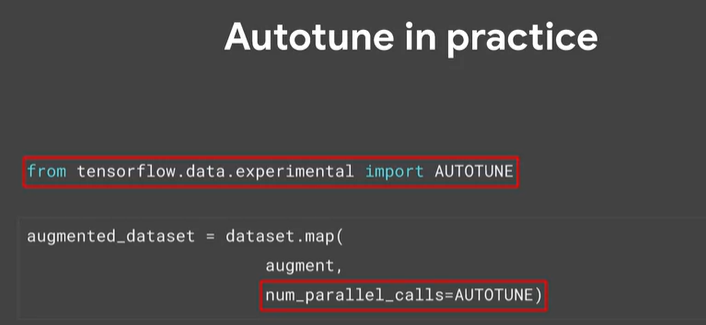 Autotune in practice
from tensorflow.data.experimental import AUTOTUNE
augmented_dataset = dataset.map(
augment,
num_parallel_calls=AUTOTUNE)